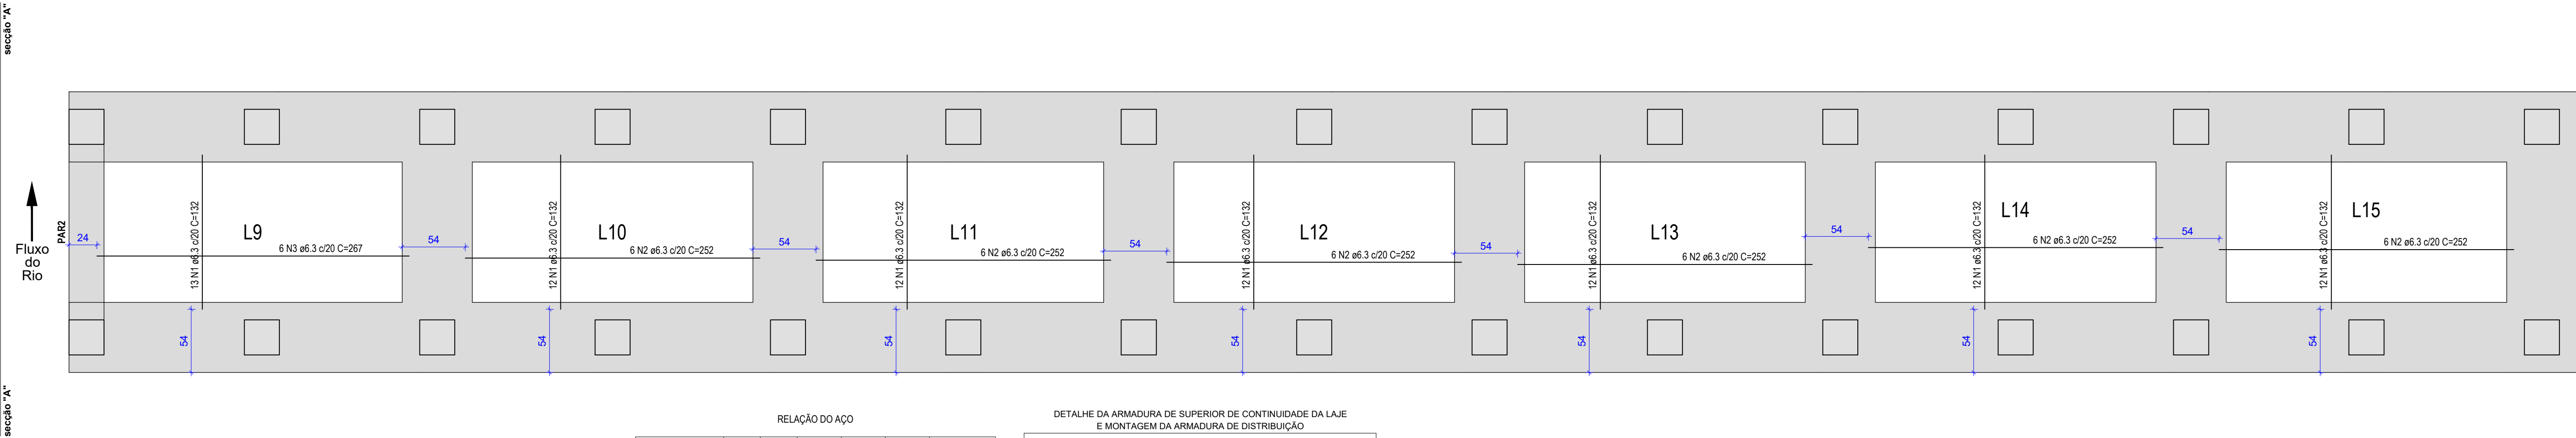 secção "A"
Fluxo
do
Rio
PAR2
24
13 N1 ø6.3 c/20 C=132
L9
6 N3 ø6.3 c/20 C=267
54
54
12 N1 ø6.3 c/20 C=132
L10
6 N2 ø6.3 c/20 C=252
54
54
12 N1 ø6.3 c/20 C=132
L11
6 N2 ø6.3 c/20 C=252
54
54
12 N1 ø6.3 c/20 C=132
L12
6 N2 ø6.3 c/20 C=252
54
54
12 N1 ø6.3 c/20 C=132
L13
6 N2 ø6.3 c/20 C=252
54
54
12 N1 ø6.3 c/20 C=132
L14
6 N2 ø6.3 c/20 C=252
54
54
12 N1 ø6.3 c/20 C=132
L15
6 N2 ø6.3 c/20 C=252
54
secção "A"
RELAÇÃO DO AÇO
DETALHE DA ARMADURA DE SUPERIOR DE CONTINUIDADE DA LAJE
E MONTAGEM DA ARMADURA DE DISTRIBUIÇÃO